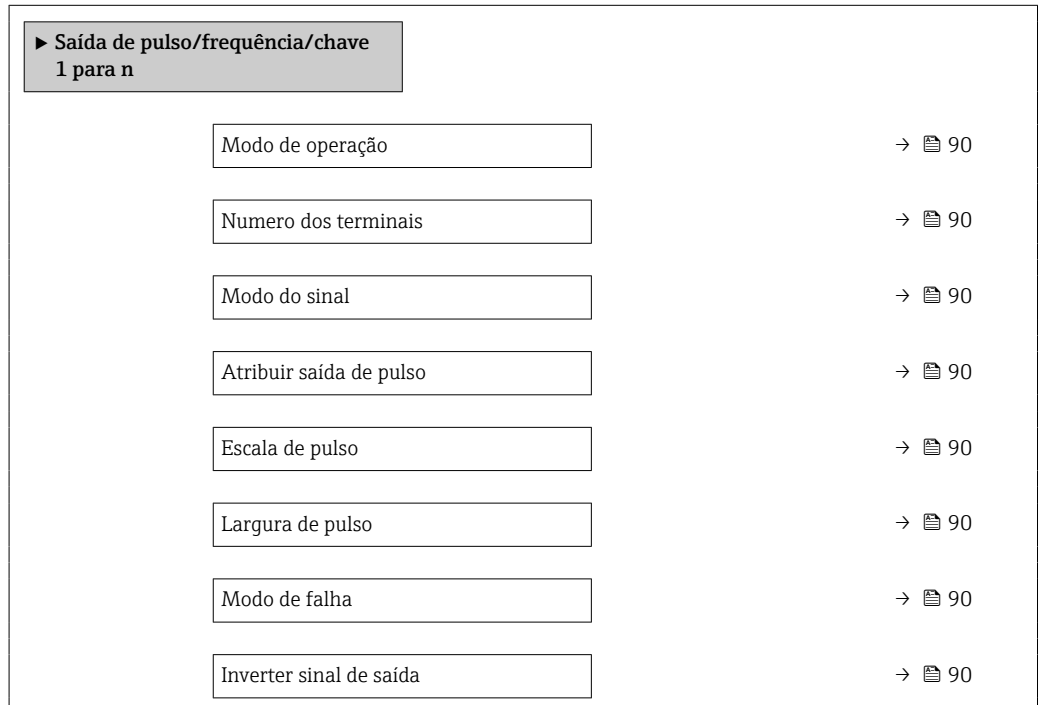 ▶ Saída de pulso/frequência/chave
1 para n
Modo de operação → 90
Numero dos terminais → 90
Modo do sinal → 90
Atribuir saída de pulso → 90
Escala de pulso → 90
Largura de pulso → 90
Modo de falha → 90
Inverter sinal de saída → 90